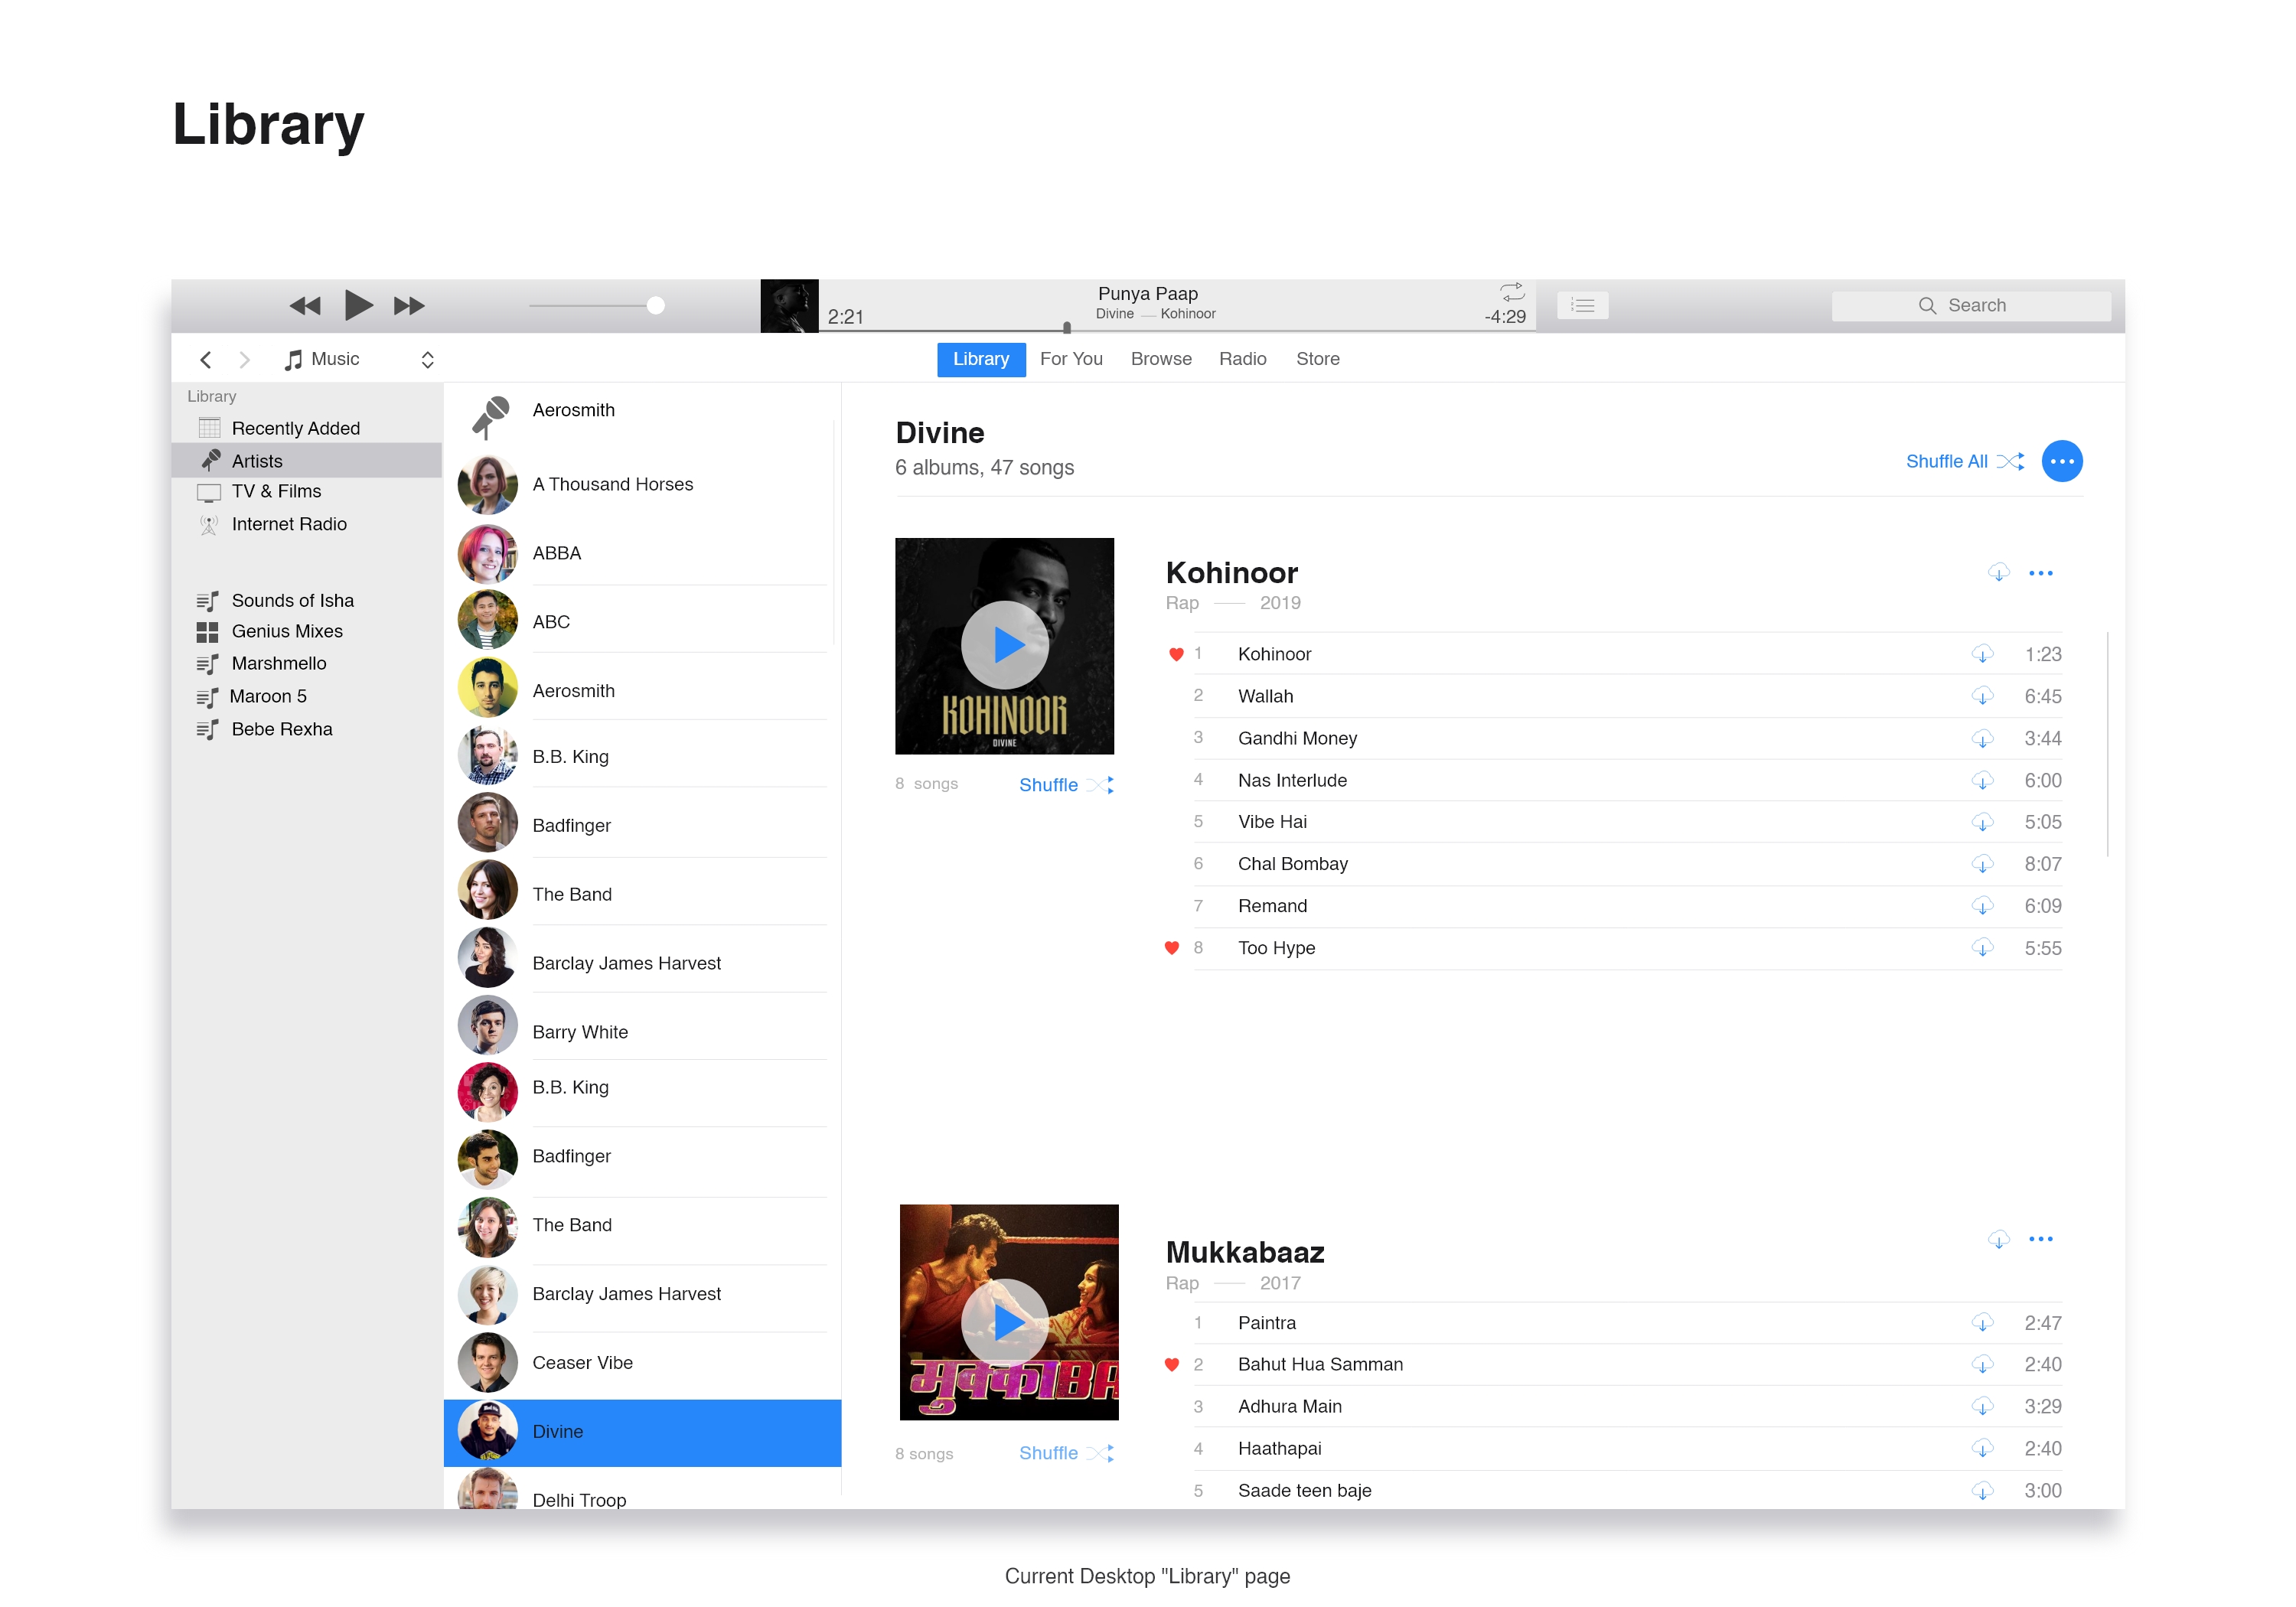 Library
2:21
Punya Paap
Divine — Kohinoor
-4:29
Search
Music
Library For You Browse Radio Store
Library
Recently Added
Artists
TV & Films
Internet Radio
Sounds of Isha
Genius Mixes
Marshmello
Maroon 5
Bebe Rexha
Aerosmith
A Thousand Horses
ABBA
ABC
Aerosmith
B.B. King
Badfinger
The Band
Barclay James Harvest
Barry White
B.B. King
Badfinger
The Band
Barclay James Harvest
Ceaser Vibe
Divine
Delhi Troop
Divine
6 albums, 47 songs
Shuffle All
KOHINOOR
DIVINE
8 songs Shuffle
Kohinoor
Rap — 2019
1 Kohinoor 1:23
2 Wallah 6:45
3 Gandhi Money 3:44
4 Nas Interlude 6:00
5 Vibe Hai 5:05
6 Chal Bombay 8:07
7 Remand 6:09
8 Too Hype 5:55
मुक्काBA
8 songs Shuffle
Mukkabaaz
Rap — 2017
1 Paintra 2:47
2 Bahut Hua Samman 2:40
3 Adhura Main 3:29
4 Haathapai 2:40
5 Saade teen baje 3:00
Current Desktop "Library" page